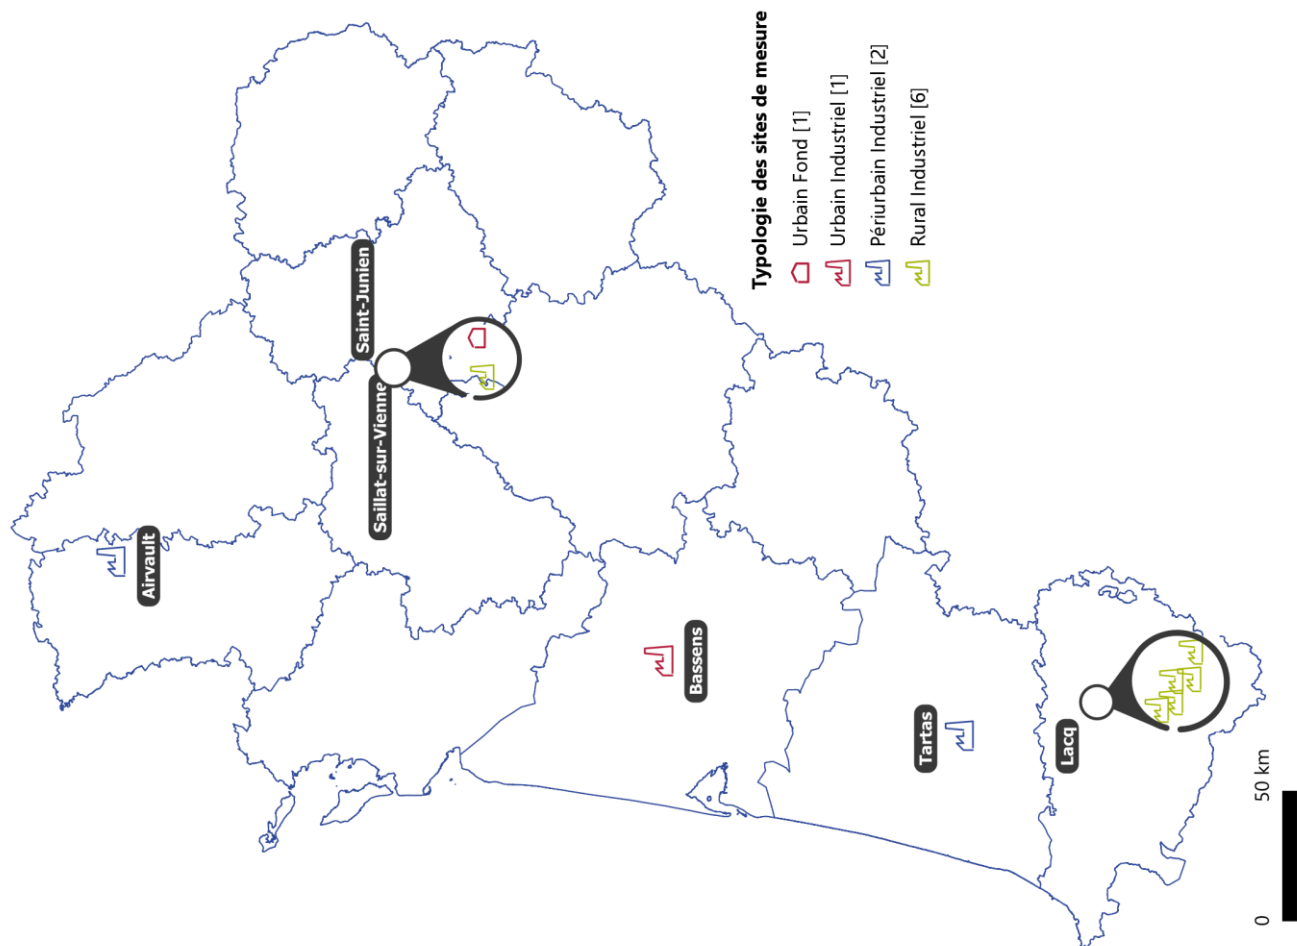 Typologie des sites de mesure
Urbain Fond [1]
Urbain Industriel [1]
Périurbain Industriel [2]
Rural Industriel [6]
Airvault
Saillat-sur-Vienne
Saint-Junien
Bassens
Tartas
Lacq
0
50 km